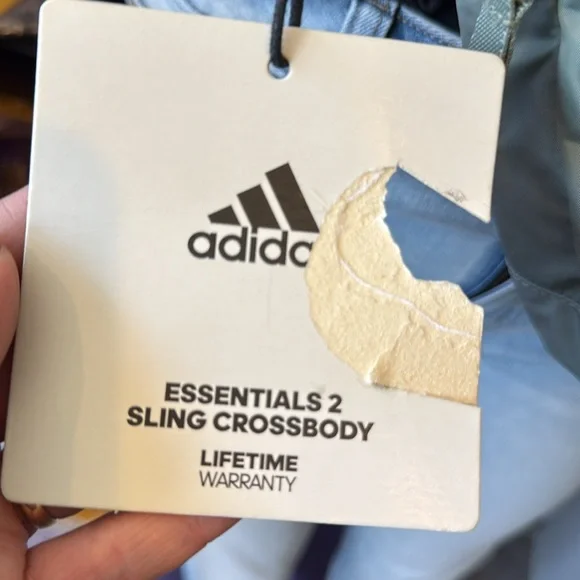 adida
ESSENTIALS 2
SLING CROSSBODY
LIFETIME
WARRANTY